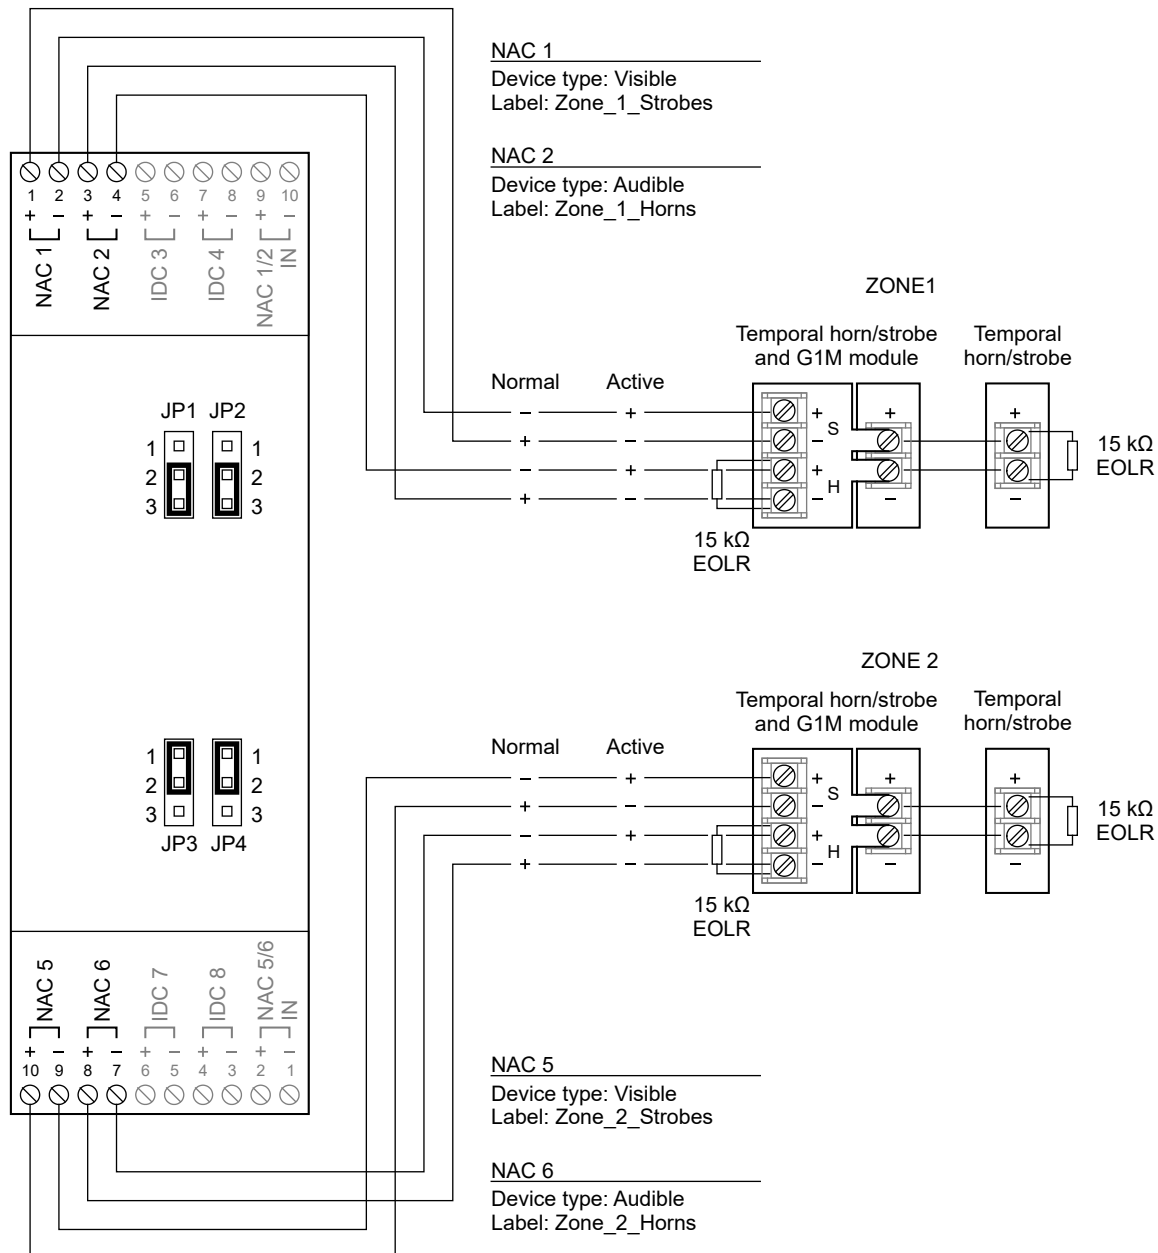 NAC 1
Device type: Visible
Label: Zone_1_Strobes
NAC 2
Device type: Audible
Label: Zone_1_Horns
1 2 3 4 5 6 7 8 9 10
+ − + − + − + − + −
NAC 1
NAC 2
IDC 3
IDC 4
NAC 1/2
IN
ZONE1
Temporal horn/strobe
and G1M module
Temporal
horn/strobe
Normal Active
− + + + +
+ − − S
− + +
+ − − H − −
15 kΩ
EOLR
15 kΩ
EOLR
JP1 JP2
1 1
2 2
3 3
ZONE 2
Temporal horn/strobe
and G1M module
Temporal
horn/strobe
Normal Active
− + + + +
+ − − S
− + +
+ − − H − −
15 kΩ
EOLR
15 kΩ
EOLR
1 1
2 2
3 3
JP3 JP4
NAC 5
NAC 6
IDC 7
IDC 8
NAC 5/6
IN
+ − + − + − + − + −
10 9 8 7 6 5 4 3 2 1
NAC 5
Device type: Visible
Label: Zone_2_Strobes
NAC 6
Device type: Audible
Label: Zone_2_Horns